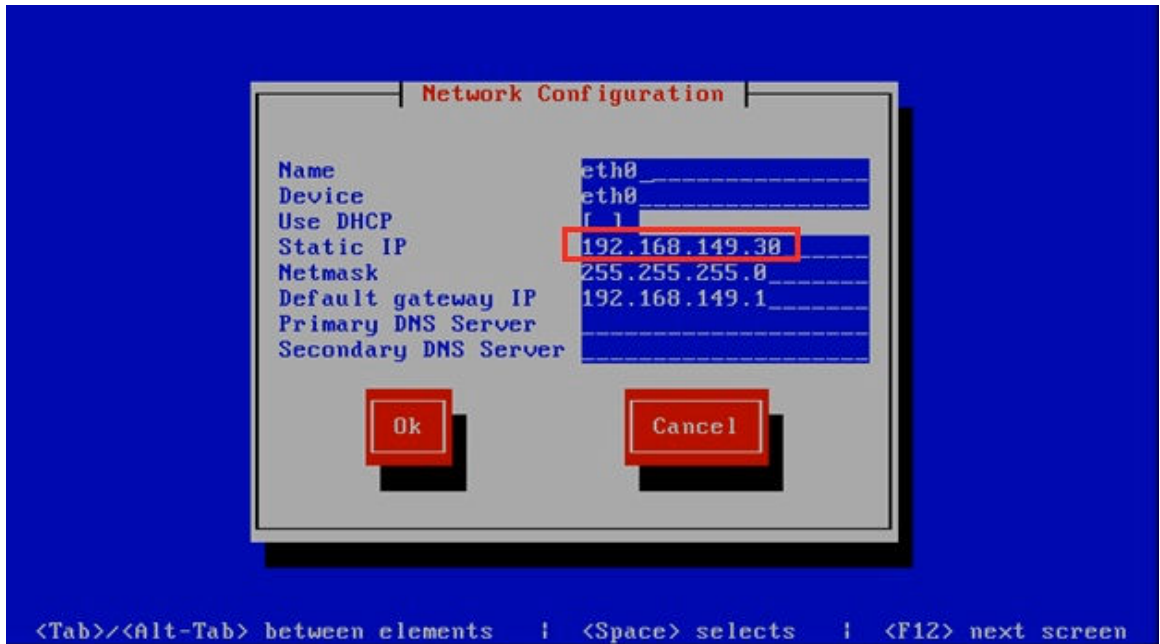 Network Configuration
Name eth0
Device eth0
Use DHCP [ ]
Static IP 192.168.149.30
Netmask 255.255.255.0
Default gateway IP 192.168.149.1
Primary DNS Server
Secondary DNS Server
Ok Cancel
<Tab>/<Alt-Tab> between elements | <Space> selects | <F12> next screen